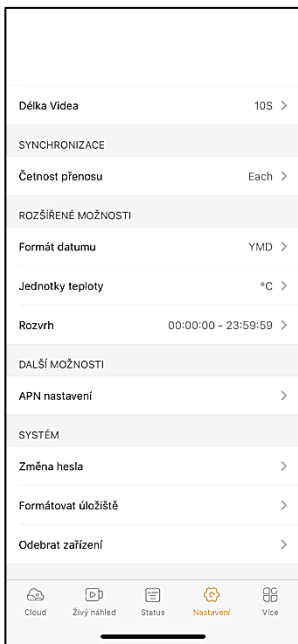 Délka Videa 10S
SYNCHRONIZACE
Četnost přenosu Each
ROZŠÍŘENÉ MOŽNOSTI
Formát datumu YMD
Jednotky teploty °C
Rozvrh 00:00:00 - 23:59:59
DALŠÍ MOŽNOSTI
APN nastavení
SYSTÉM
Změna hesla
Formátovat úložiště
Odebrat zařízení
Cloud Živý náhled Status Nastavení Více